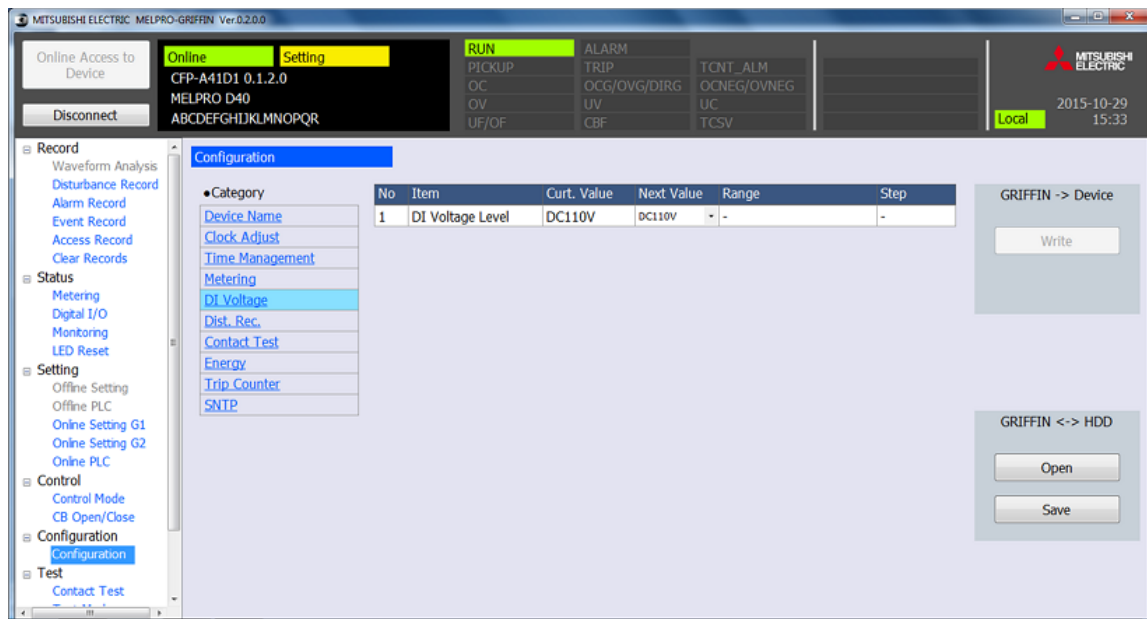 MITSUBISHI ELECTRIC MELPRO-GRIFFIN Ver.0.2.0.0
Online Access to
Device
Disconnect
Online
Setting
CFP-A41D1 0.1.2.0
MELPRO D40
ABCDEFGHIJKLMNOPQR
RUN
ALARM
PICKUP
TRIP
TCNT_ALM
OC
OCG/OVG/DIRG
OCNEG/OVNEG
OV
UV
UC
UF/OF
CBF
TCSV
MITSUBISHI
ELECTRIC
2015-10-29
Local
15:33
Record
Waveform Analysis
Disturbance Record
Alarm Record
Event Record
Access Record
Clear Records
Status
Metering
Digital I/O
Monitoring
LED Reset
Setting
Offline Setting
Offline PLC
Online Setting G1
Online Setting G2
Online PLC
Control
Control Mode
CB Open/Close
Configuration
Configuration
Test
Contact Test
Configuration
●Category
Device Name
Clock Adjust
Time Management
Metering
DI Voltage
Dist. Rec.
Contact Test
Energy
Trip Counter
SNTP
No Item Curt. Value Next Value Range Step
1 DI Voltage Level DC110V DC110V - -
GRIFFIN -> Device
Write
GRIFFIN <-> HDD
Open
Save